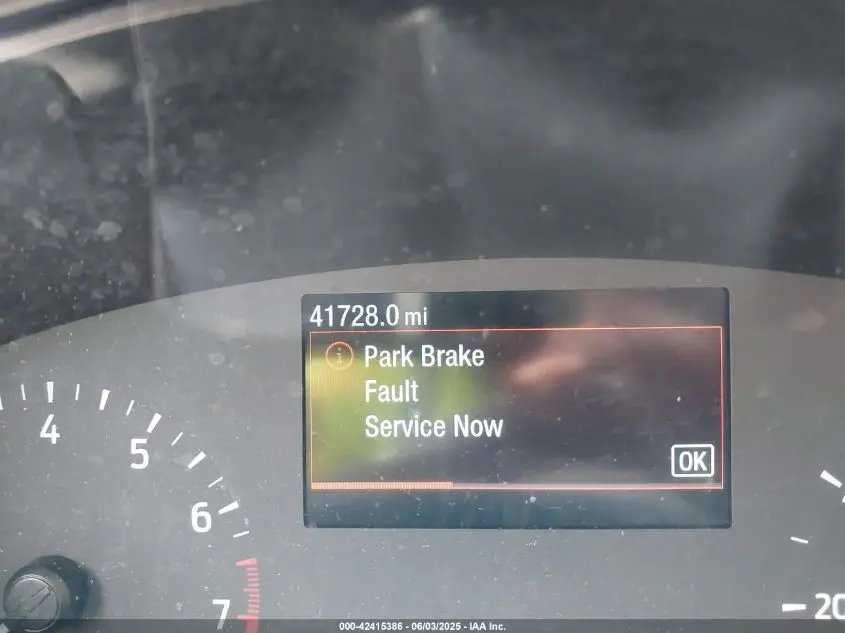 41728.0 mi
Park Brake
Fault
Service Now
OK
4
5
6
7
20
000-42415386 - 06/03/2025 - IAA Inc.